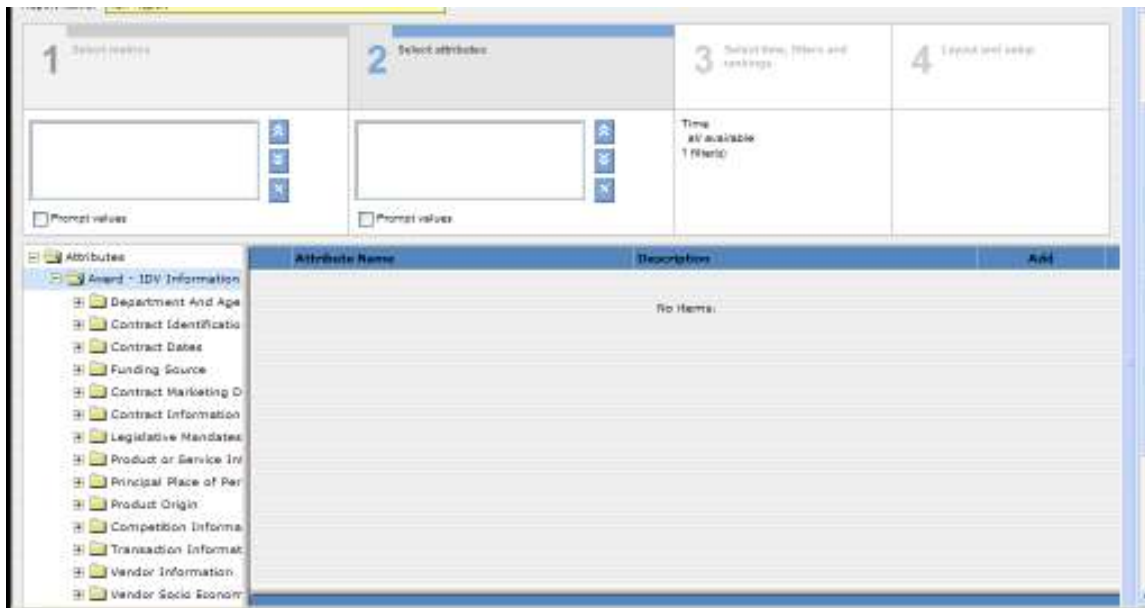 1 Select metrics
2 Select attributes
3 Select time, filters and
rankings
4 Layout and setup
Time
all available
1 filter(s)
Prompt values
Prompt values
Attributes
Attribute Name Description Add
Award - IDV Information
No items.
Department And Age
Contract Identificatio
Contract Dates
Funding Source
Contract Marketing D
Contract Information
Legislative Mandates
Product or Service Inf
Principal Place of Per
Product Origin
Competition Informa
Transaction Informat
Vendor Information
Vendor Socio Econom